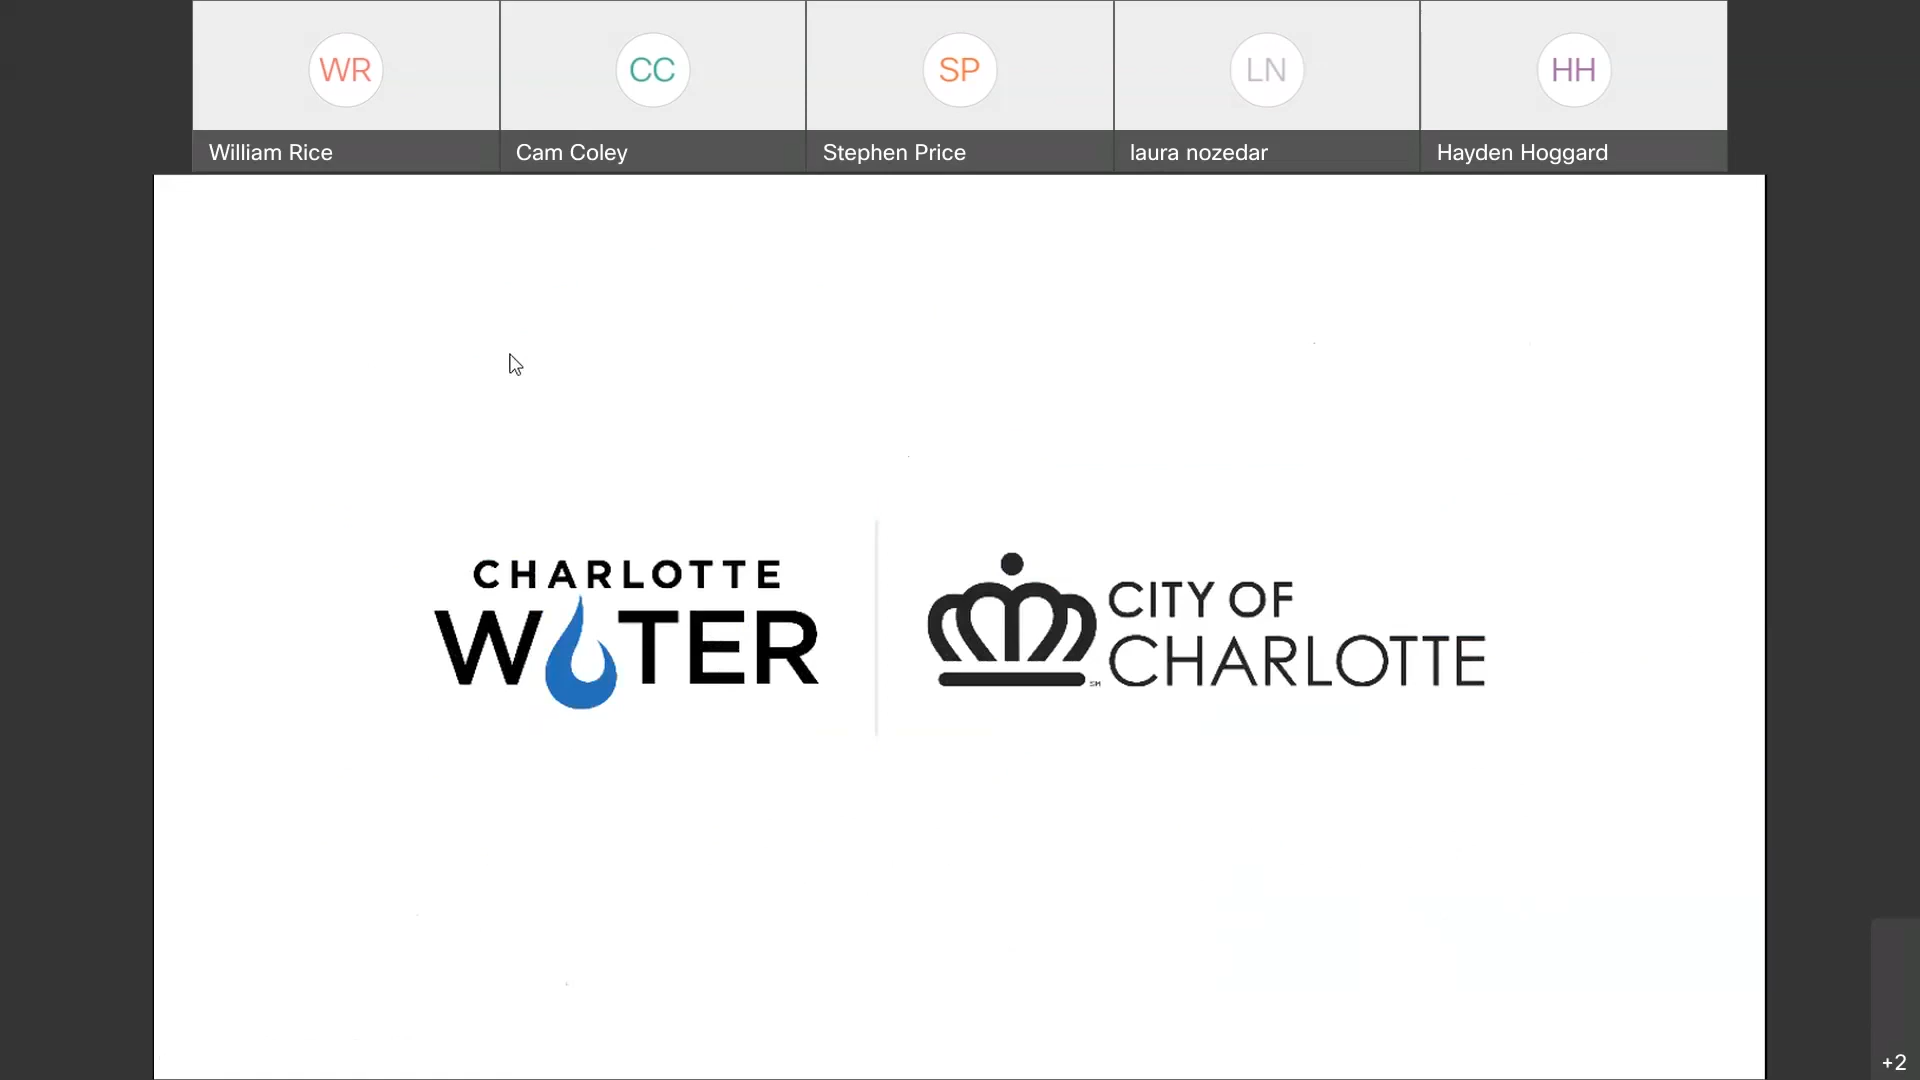 WR
CC
SP
LN
HH
William Rice
Cam Coley
Stephen Price
laura nozedar
Hayden Hoggard
CHARLOTTE
WATER
CITY OF
CHARLOTTE
SM
+2